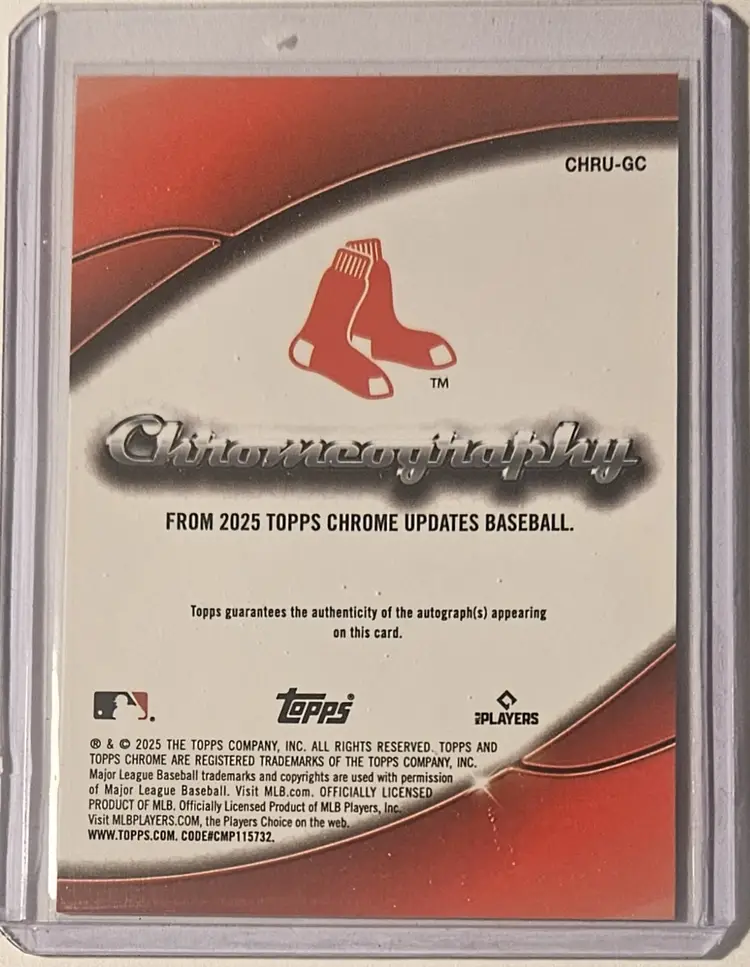 CHRU-GC
TM
Chromeography
FROM 2025 TOPPS CHROME UPDATES BASEBALL.
Topps guarantees the authenticity of the autograph(s) appearing
on this card.
Topps
MLB PLAYERS
® & © 2025 THE TOPPS COMPANY, INC. ALL RIGHTS RESERVED. TOPPS AND
TOPPS CHROME ARE REGISTERED TRADEMARKS OF THE TOPPS COMPANY, INC.
Major League Baseball trademarks and copyrights are used with permission
of Major League Baseball. Visit MLB.com. OFFICIALLY LICENSED
PRODUCT OF MLB. Officially Licensed Product of MLB Players, Inc.
Visit MLBPLAYERS.COM, the Players Choice on the web.
WWW.TOPPS.COM. CODE#CMP115732.